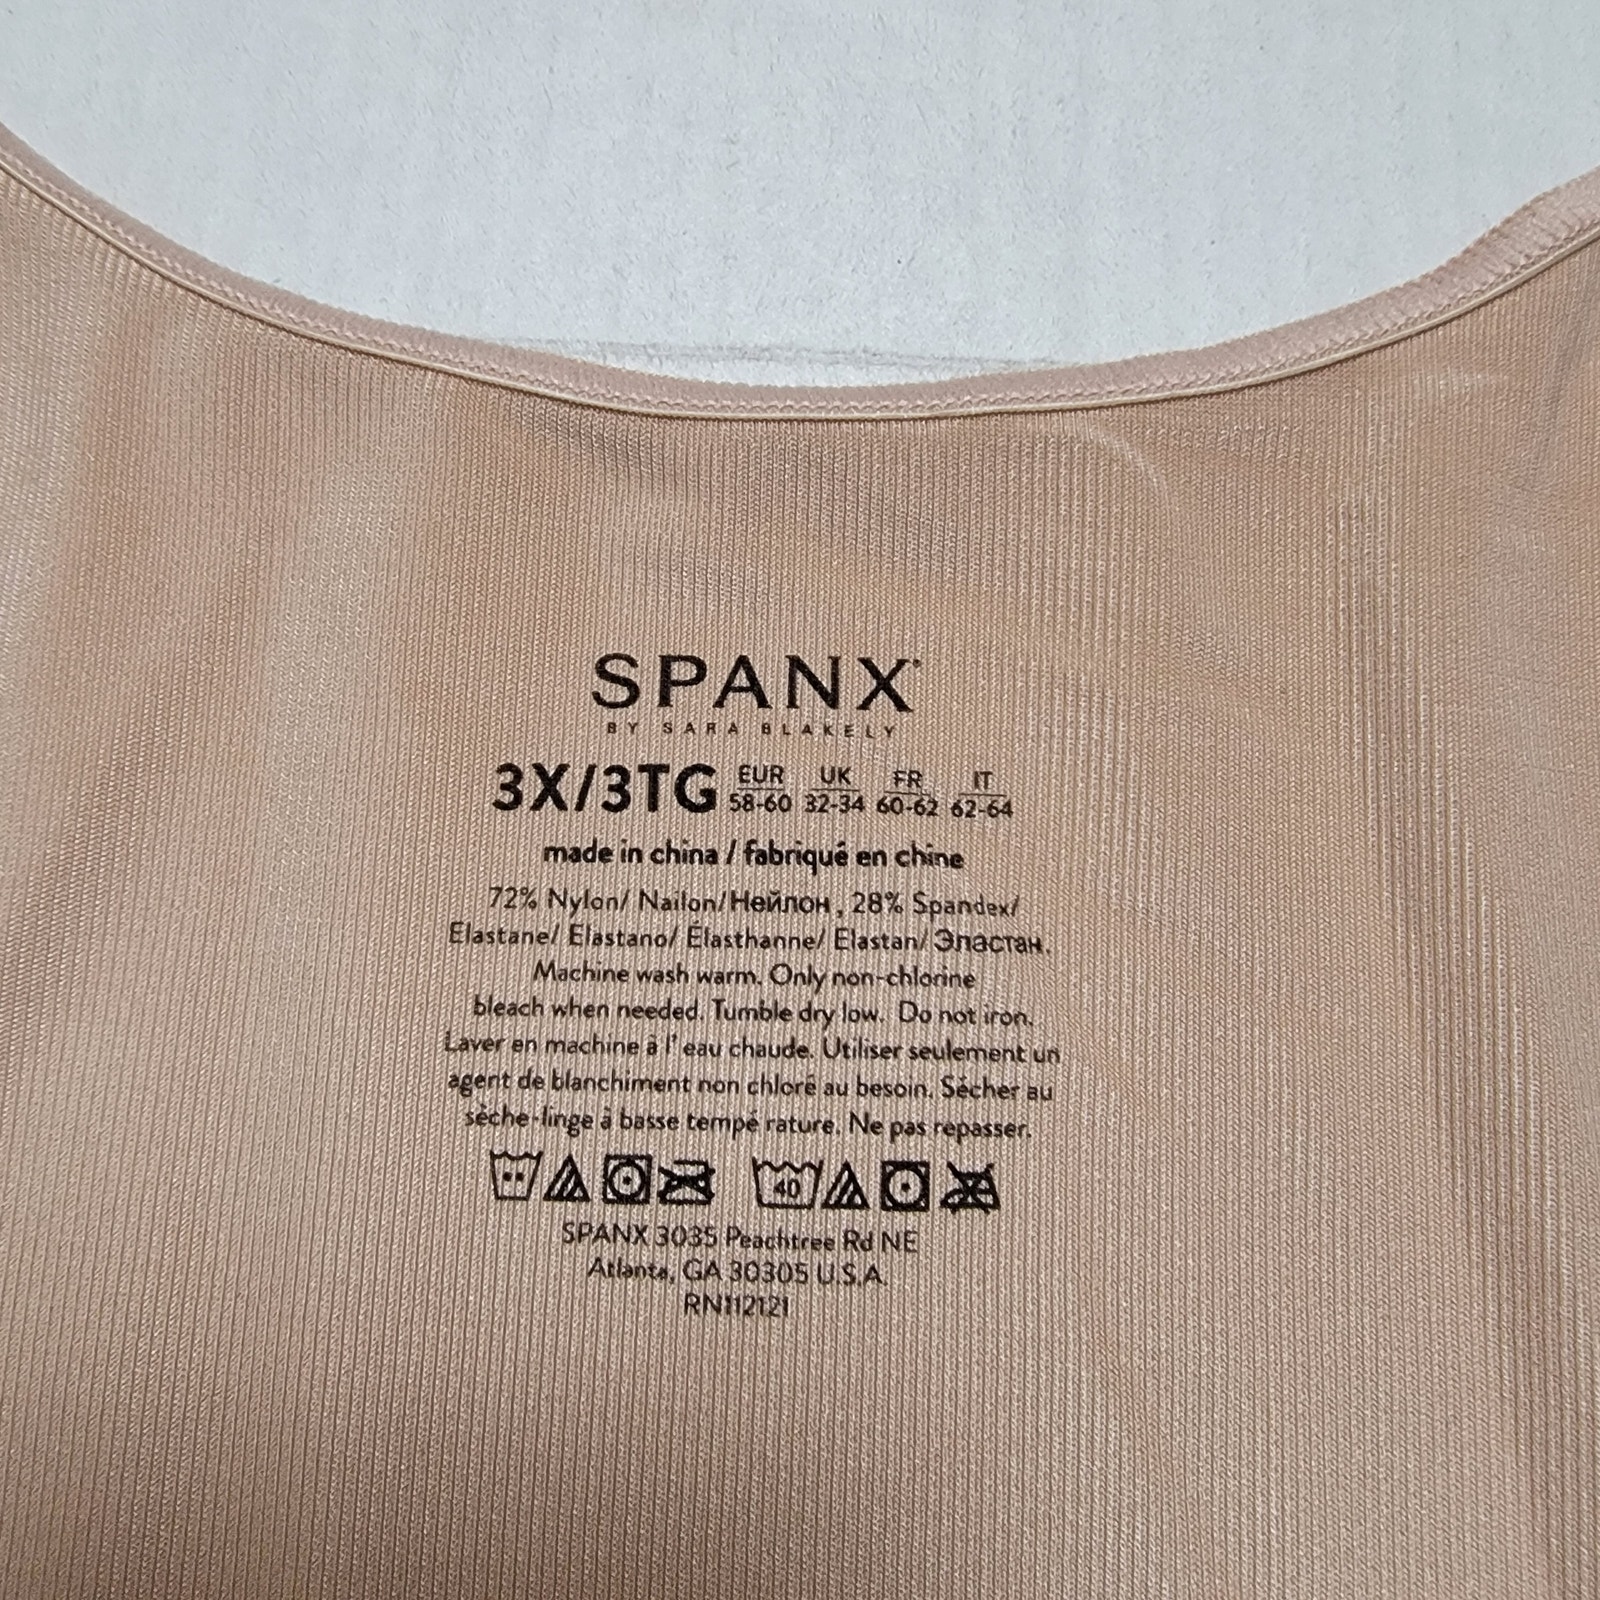 SPANX
BY SARA BLAKELY
3X/3TG EUR 58-60 UK 32-34 FR 60-62 IT 62-64
made in china / fabriqué en chine
72% Nylon/ Nailon/Нейлон, 28% Spandex/
Elastane/ Elastano/ Élasthanne/ Elastan/Эластан.
Machine wash warm. Only non-chlorine
bleach when needed. Tumble dry low. Do not iron.
Laver en machine à l' eau chaude. Utiliser seulement un
agent de blanchiment non chloré au besoin. Sécher au
sèche-linge à basse tempé rature. Ne pas repasser.
40
SPANX 3035 Peachtree Rd NE
Atlanta, GA 30305 U.S.A.
RN112121